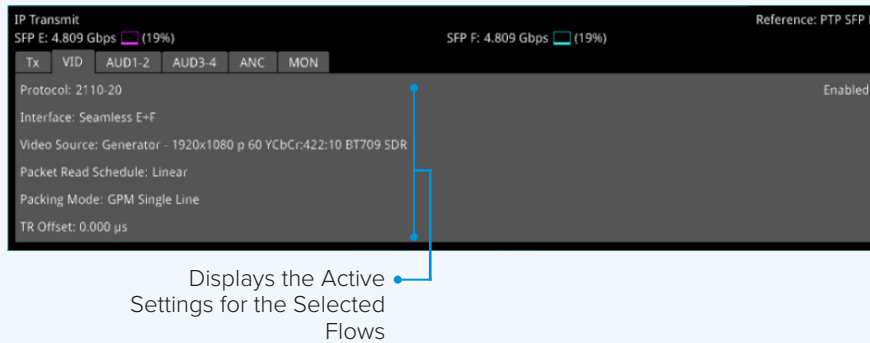 IP Transmit
Reference: PTP SFP
SFP E: 4.809 Gbps (19%)
SFP F: 4.809 Gbps (19%)
Tx VID AUD1-2 AUD3-4 ANC MON
Protocol: 2110-20
Enabled
Interface: Seamless E+F
Video Source: Generator - 1920x1080 p 60 YCbCr:422:10 BT709 SDR
Packet Read Schedule: Linear
Packing Mode: GPM Single Line
TR Offset: 0.000 µs
Displays the Active
Settings for the Selected
Flows